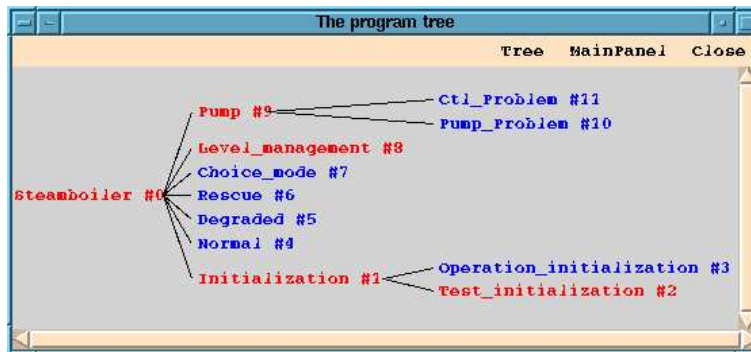 The program tree
Tree MainPanel Close
Ctl_Problem #11
Pump #9
Pump_Problem #10
Level_management #8
Choice_mode #7
Steamboiler #0 Rescue #6
Degraded #5
Normal #4
Operation_initialization #3
Initialization #1
Test_initialization #2